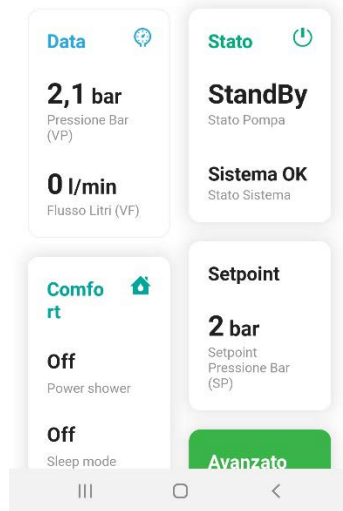 Data
2,1 bar
Pressione Bar
(VP)
0 l/min
Flusso Litri (VF)
Stato
StandBy
Stato Pompa
Sistema OK
Stato Sistema
Comfo
rt
Off
Power shower
Off
Sleep mode
Setpoint
2 bar
Setpoint
Pressione Bar
(SP)
Avanzato